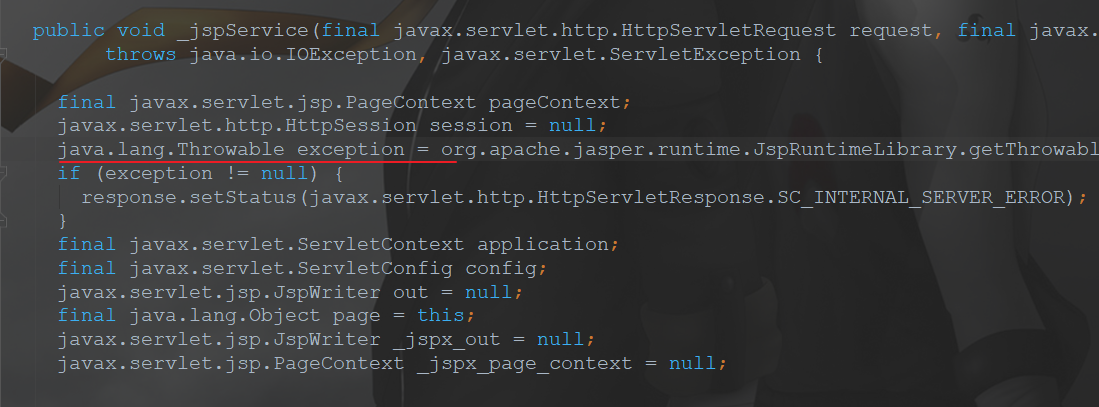 public void _jspService(final javax.servlet.http.HttpServletRequest request, final javax.
throws java.io.IOException, javax.servlet.ServletException {
final javax.servlet.jsp.PageContext pageContext;
javax.servlet.http.HttpSession session = null;
java.lang.Throwable exception = org.apache.jasper.runtime.JspRuntimeLibrary.getThrowabl
if (exception != null) {
response.setStatus(javax.servlet.http.HttpServletResponse.SC_INTERNAL_SERVER_ERROR);
}
final javax.servlet.ServletContext application;
final javax.servlet.ServletConfig config;
javax.servlet.jsp.JspWriter out = null;
final java.lang.Object page = this;
javax.servlet.jsp.JspWriter _jspx_out = null;
javax.servlet.jsp.PageContext _jspx_page_context = null;